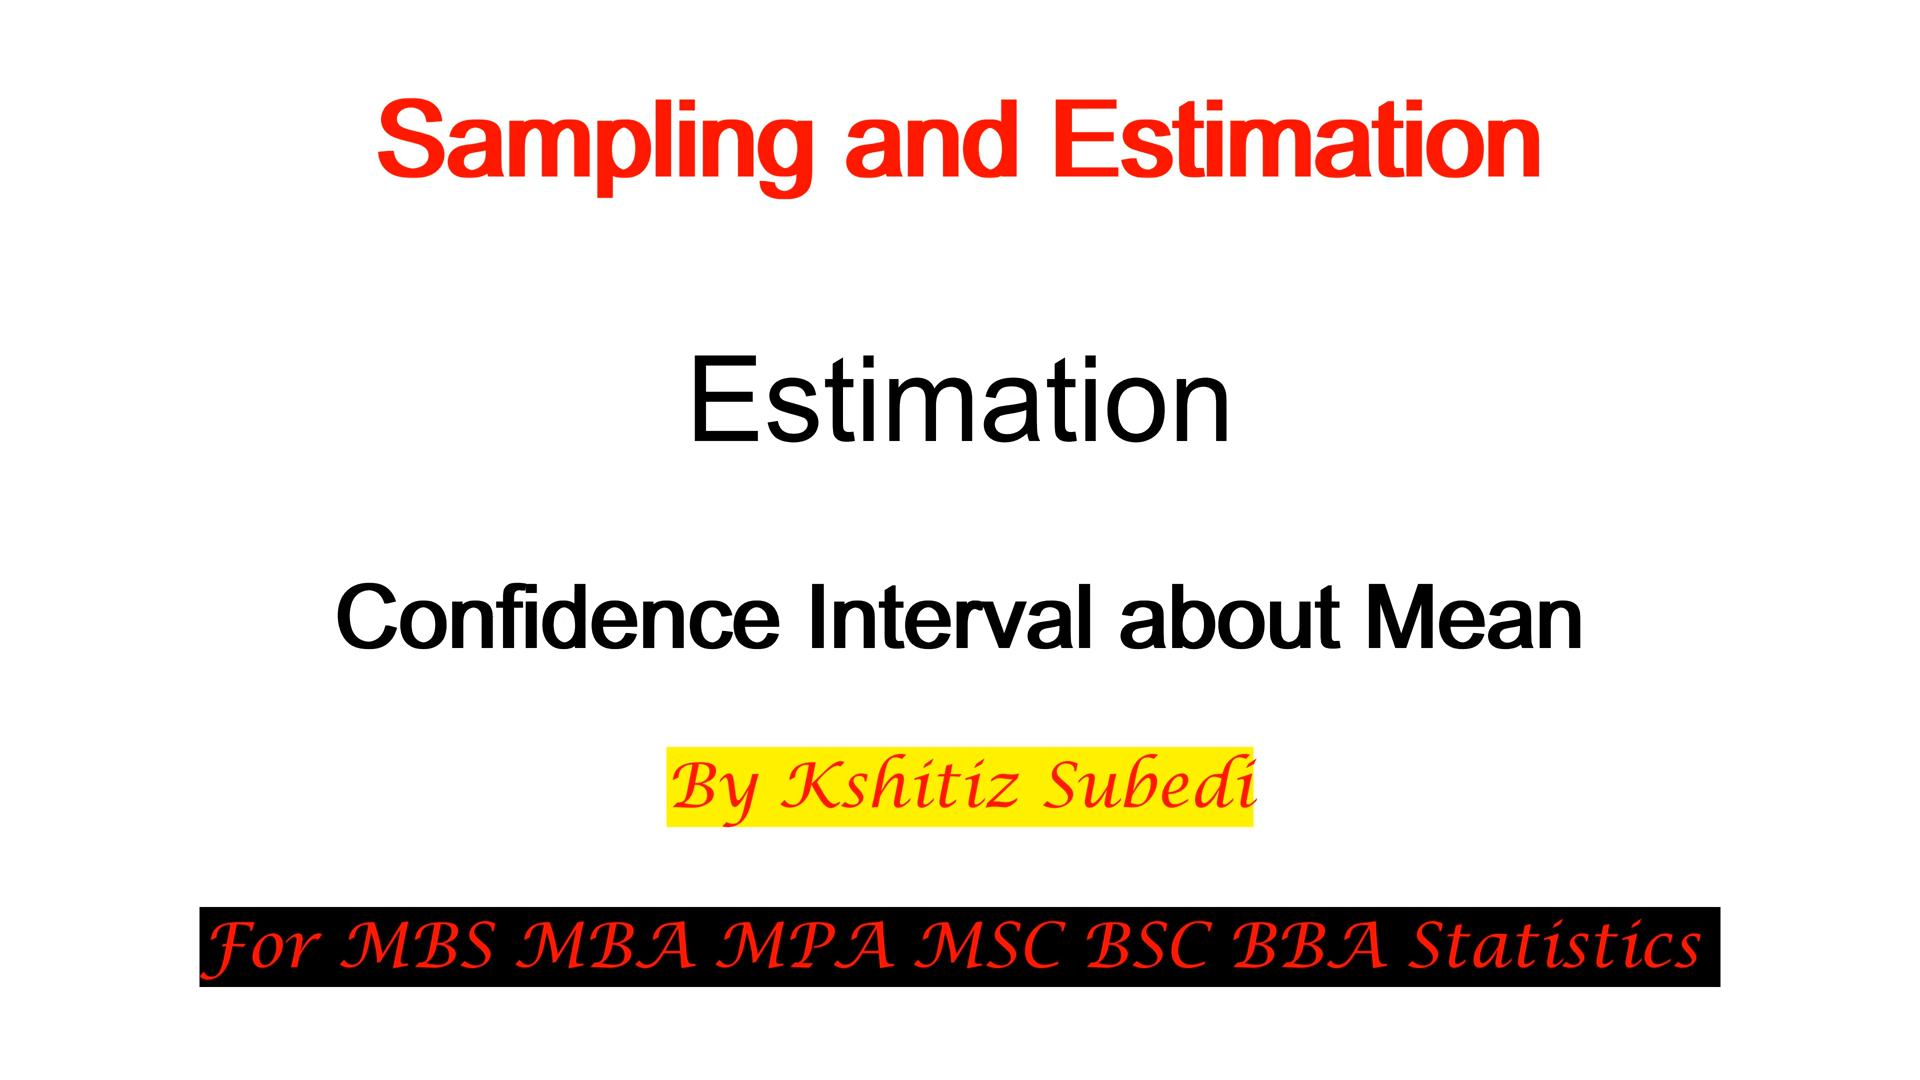 Sampling and Estimation
Estimation
Confidence Interval about Mean
By Kshitiz Subedi
For MBS MBA MPA MSC BSC BBA Statistics